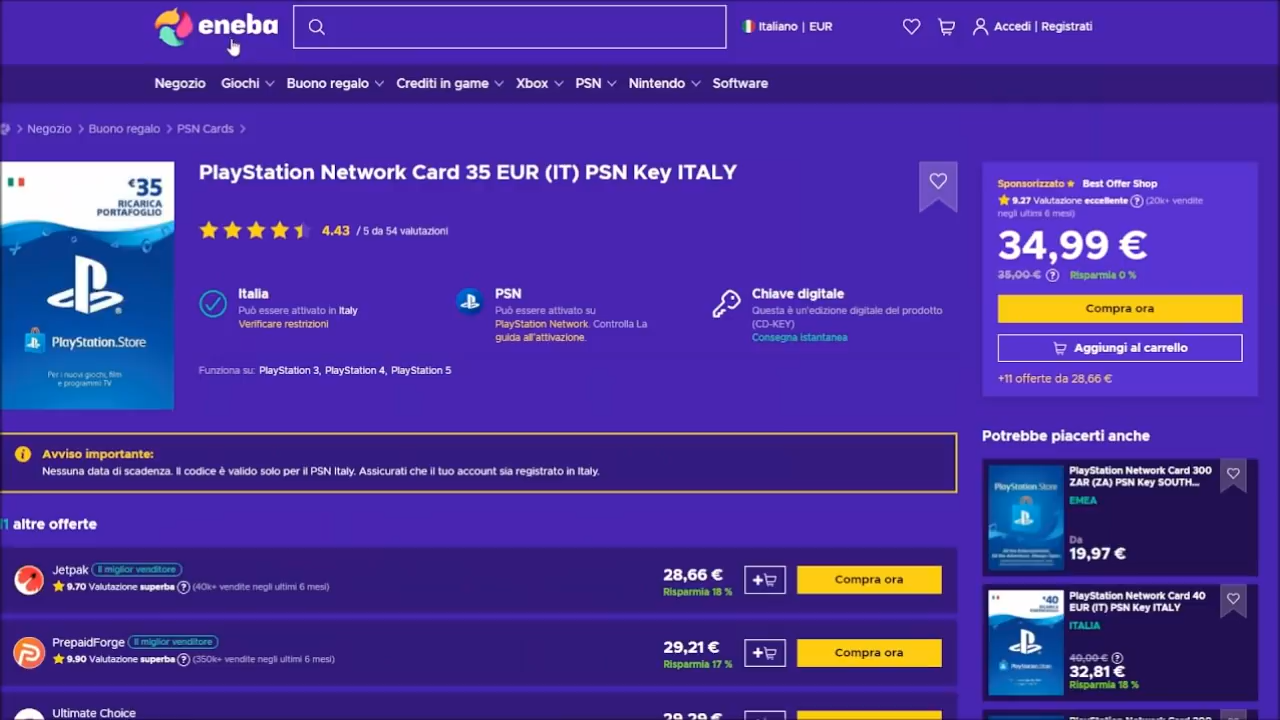 eneba
Italiano | EUR
Accedi | Registrati
Negozio
Giochi
Buono regalo
Crediti in game
Xbox
PSN
Nintendo
Software
Negozio
Buono regalo
PSN Cards
€35
RICARICA
PORTAFOGLIO
PlayStation.Store
Per i nuovi giochi, film
e programmi TV
PlayStation Network Card 35 EUR (IT) PSN Key ITALY
4.43 / 5 da 54 valutazioni
Italia
Può essere attivato in Italy
Verificare restrizioni
PSN
Può essere attivato su
PlayStation Network. Controlla La
guida all'attivazione.
Chiave digitale
Questa è un'edizione digitale del prodotto
(CD-KEY)
Consegna istantanea
Funziona su: PlayStation 3, PlayStation 4, PlayStation 5
Sponsorizzato Best Offer Shop
9.27 Valutazione eccellente ? (20k+ vendite
negli ultimi 6 mesi)
34,99 €
35,00 € ? Risparmia 0 %
Compra ora
Aggiungi al carrello
+11 offerte da 28,66 €
Avviso importante:
Nessuna data di scadenza. Il codice è valido solo per il PSN Italy. Assicurati che il tuo account sia registrato in Italy.
11 altre offerte
Jetpak Il miglior venditore
9.70 Valutazione superba ? (40k+ vendite negli ultimi 6 mesi)
28,66 €
Risparmia 18 %
Compra ora
PrepaidForge Il miglior venditore
9.90 Valutazione superba ? (350k+ vendite negli ultimi 6 mesi)
29,21 €
Risparmia 17 %
Compra ora
Ultimate Choice
29,29 €
Potrebbe piacerti anche
PlayStation.Store
PlayStation Network Card 300
ZAR (ZA) PSN Key SOUTH...
EMEA
Da
19,97 €
€40
RICARICA
PORTAFOGLIO
PlayStation.Store
PlayStation Network Card 40
EUR (IT) PSN Key ITALY
ITALIA
40,00 € ?
32,81 €
Risparmia 18 %